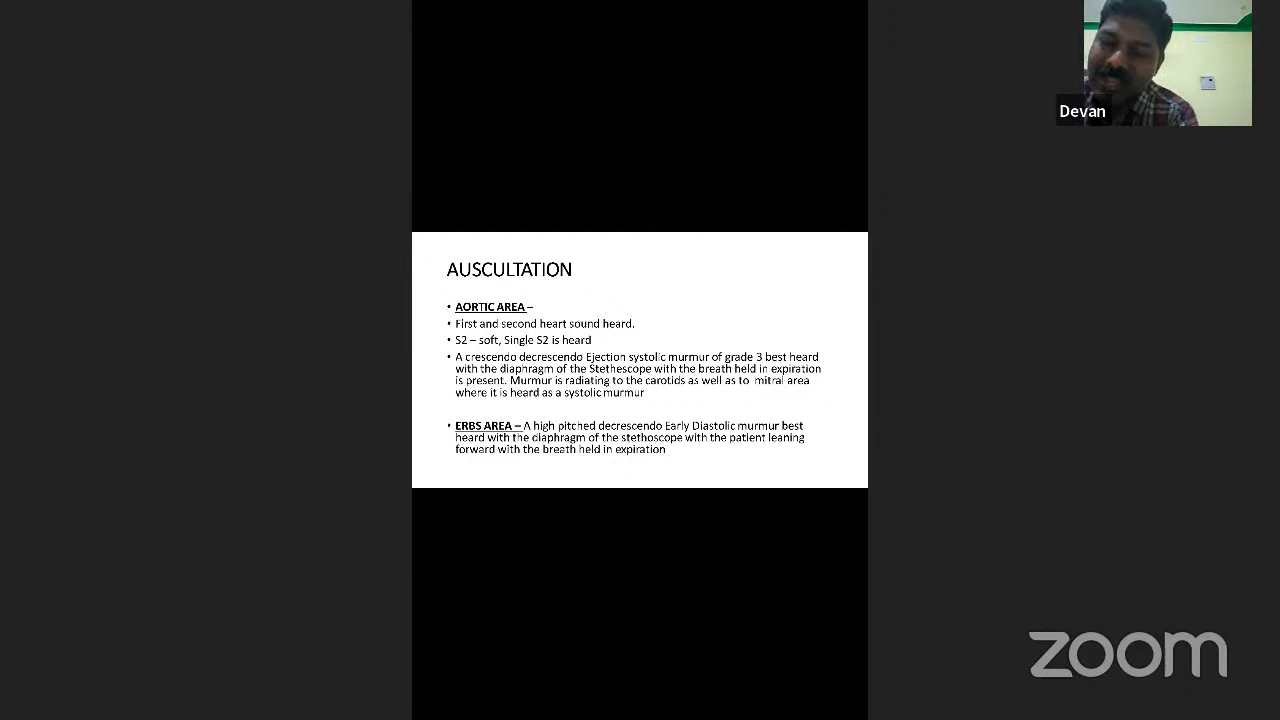 Devan
AUSCULTATION
• AORTIC AREA –
• First and second heart sound heard.
• S2 – soft, Single S2 is heard
• A crescendo decrescendo Ejection systolic murmur of grade 3 best heard
with the diaphragm of the Stethescope with the breath held in expiration
is present. Murmur is radiating to the carotids as well as to mitral area
where it is heard as a systolic murmur
• ERBS AREA – A high pitched decrescendo Early Diastolic murmur best
heard with the diaphragm of the stethoscope with the patient leaning
forward with the breath held in expiration
zoom